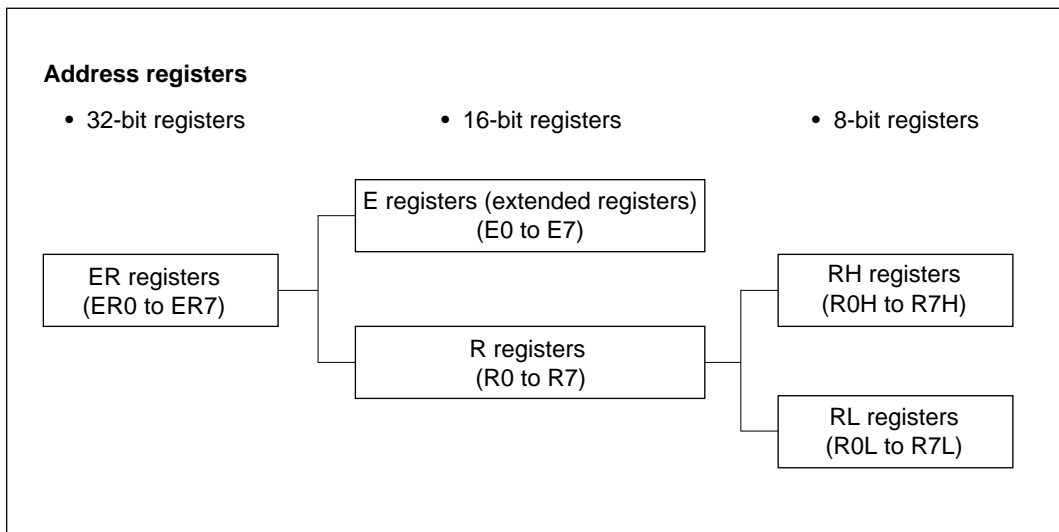 Address registers
• 32-bit registers
• 16-bit registers
• 8-bit registers
E registers (extended registers)
(E0 to E7)
ER registers
(ER0 to ER7)
RH registers
(R0H to R7H)
R registers
(R0 to R7)
RL registers
(R0L to R7L)